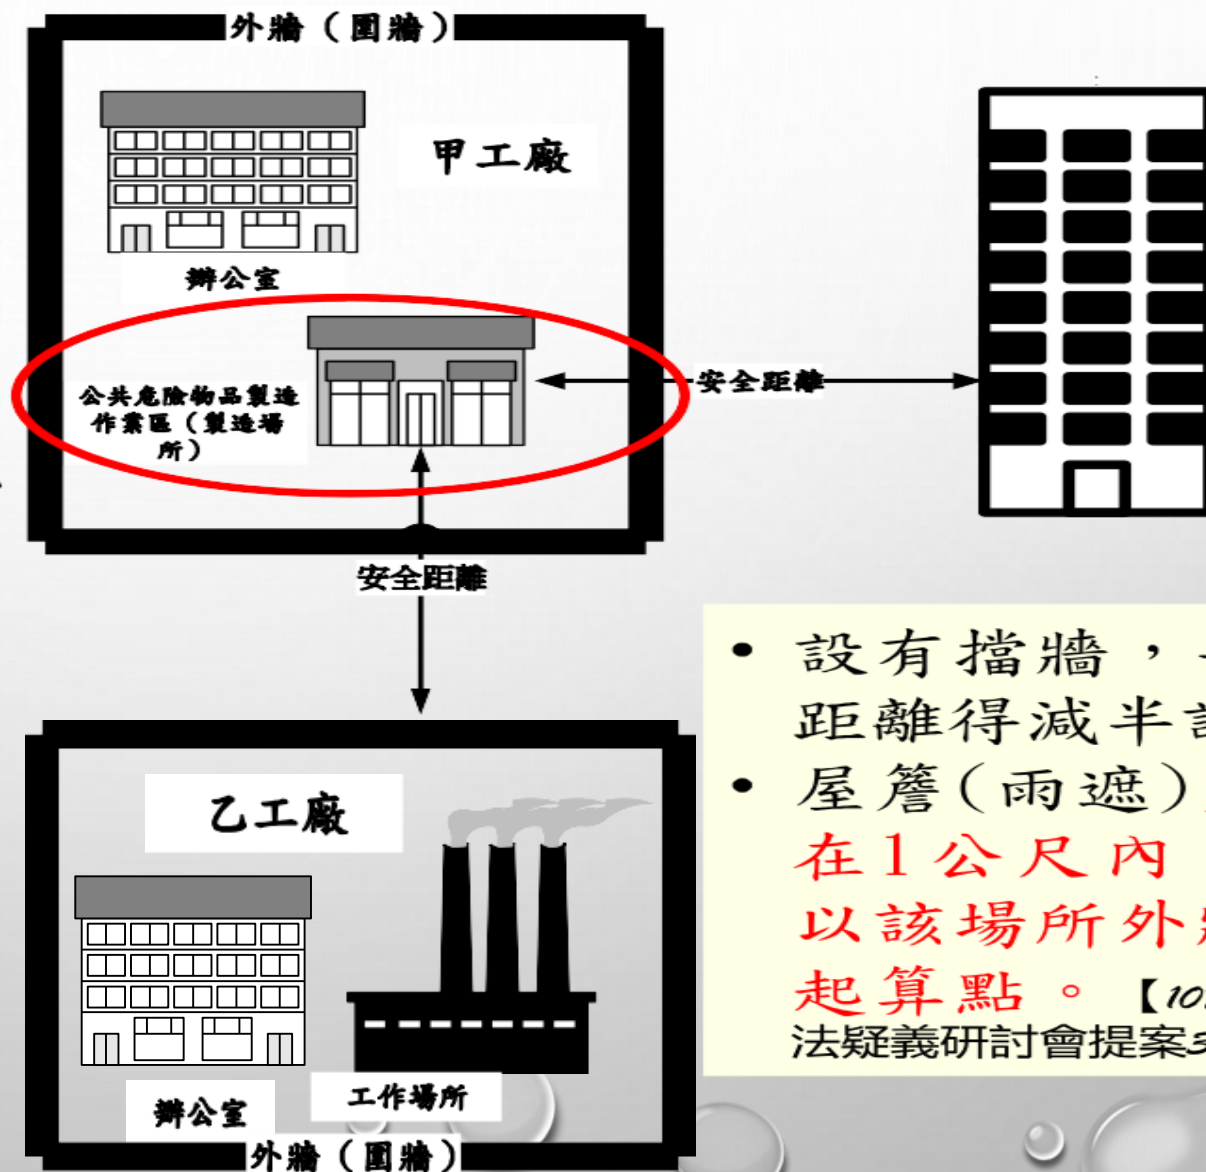 外牆（圍牆）
甲工廠
辦公室
公共危險物品製造
作業區（製造場
所）
安全距離
安全距離
乙工廠
辦公室
工作場所
外牆（圍牆）
• 設有擋牆，
距離得減半
• 屋簷(雨遮)
在1公尺內
以該場所外
起算點。【10
法疑義研討會提案3